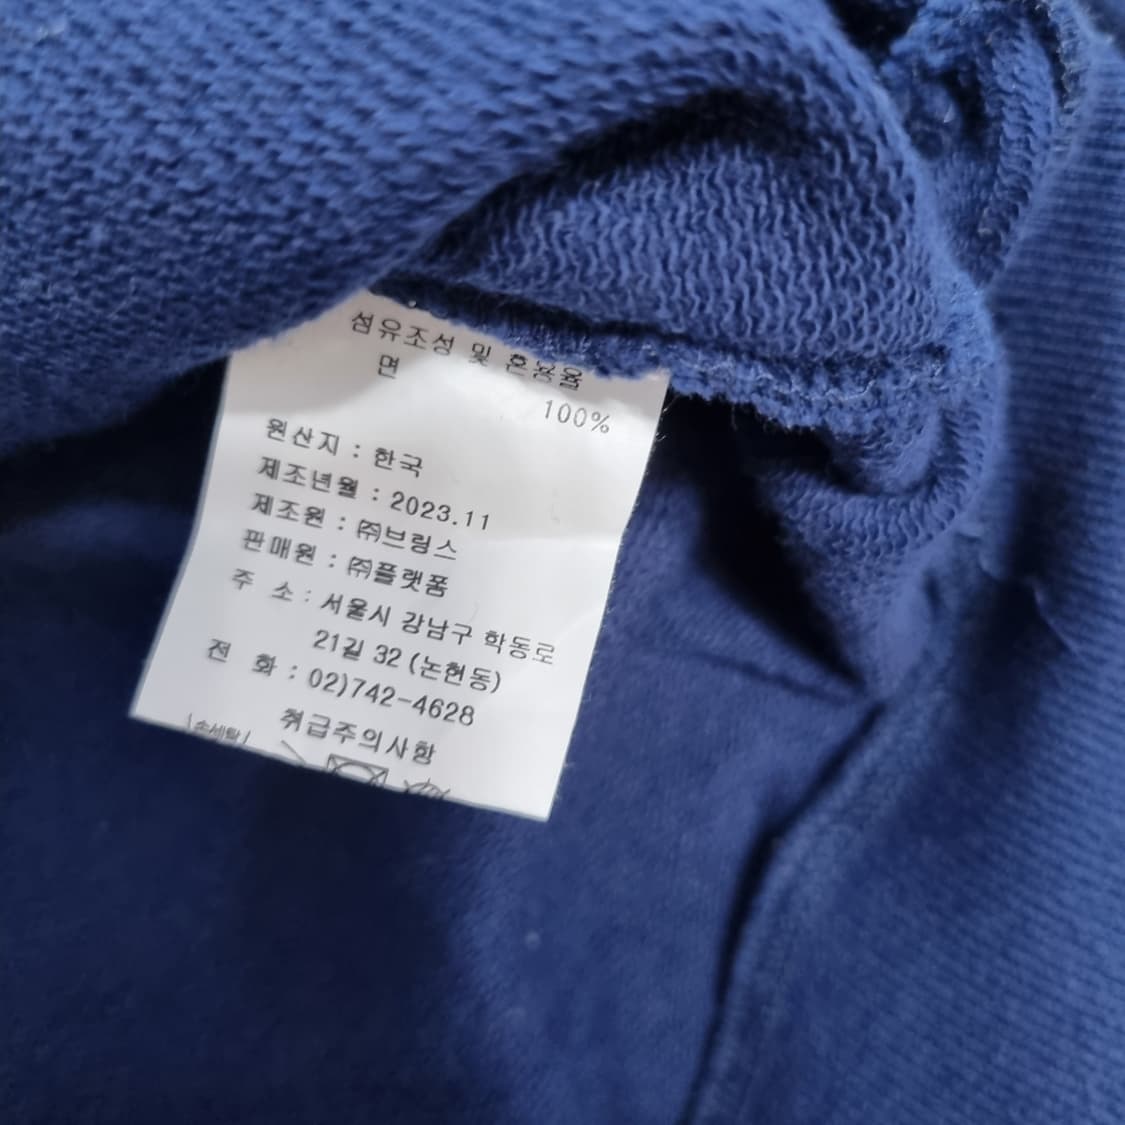 섬유조성 및 혼용율
면
100%
원산지 : 한국
제조년월 : 2023.11
제조원 : ㈜브링스
판매원 : ㈜플랫폼
주 소 : 서울시 강남구 학동로
21길 32 (논현동)
전 화 : 02)742-4628
취급주의사항
손세탁